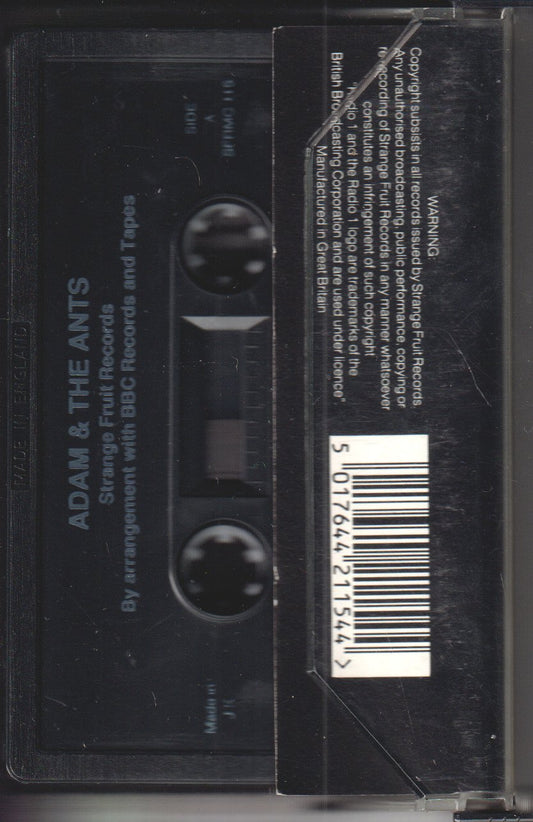 WARNING:
Copyright subsists in all records issued by Strange Fruit Records.
Any unauthorised broadcasting, public performance, copying or
re-recording of Strange Fruit Records in any manner whatsoever
constitutes an infringement of such copyright
"Radio 1 and the Radio 1 logo are trademarks of the
British Broadcasting Corporation and are used under licence"
Manufactured in Great Britain
5 017644 211544 >
SIDE
A
ADAM & THE ANTS
Strange Fruit Records
By arrangement with BBC Records and Tapes
Made in
MADE IN ENGLAND